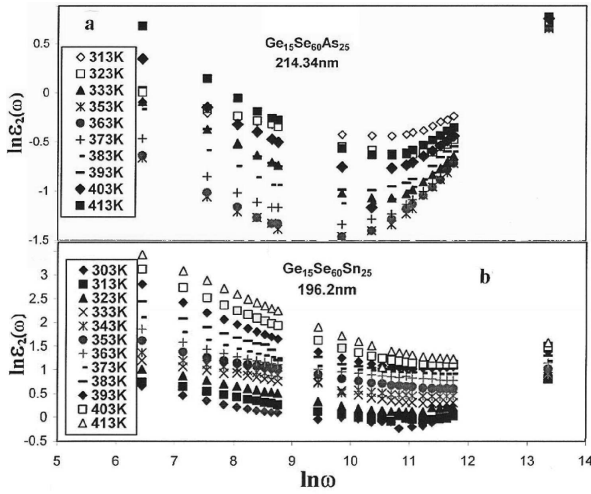 a
Ge15Se60As25
214.34nm
0.5
0
-0.5
-1
-1.5
lnε2(ω)
313K
323K
333K
353K
363K
373K
383K
393K
403K
413K
b
Ge15Se60Sn25
196.2nm
3
2.5
2
1.5
1
0.5
0
-0.5
lnε2(ω)
303K
313K
323K
333K
343K
353K
363K
373K
383K
393K
403K
413K
5 6 7 8 9 10 11 12 13 14
lnω